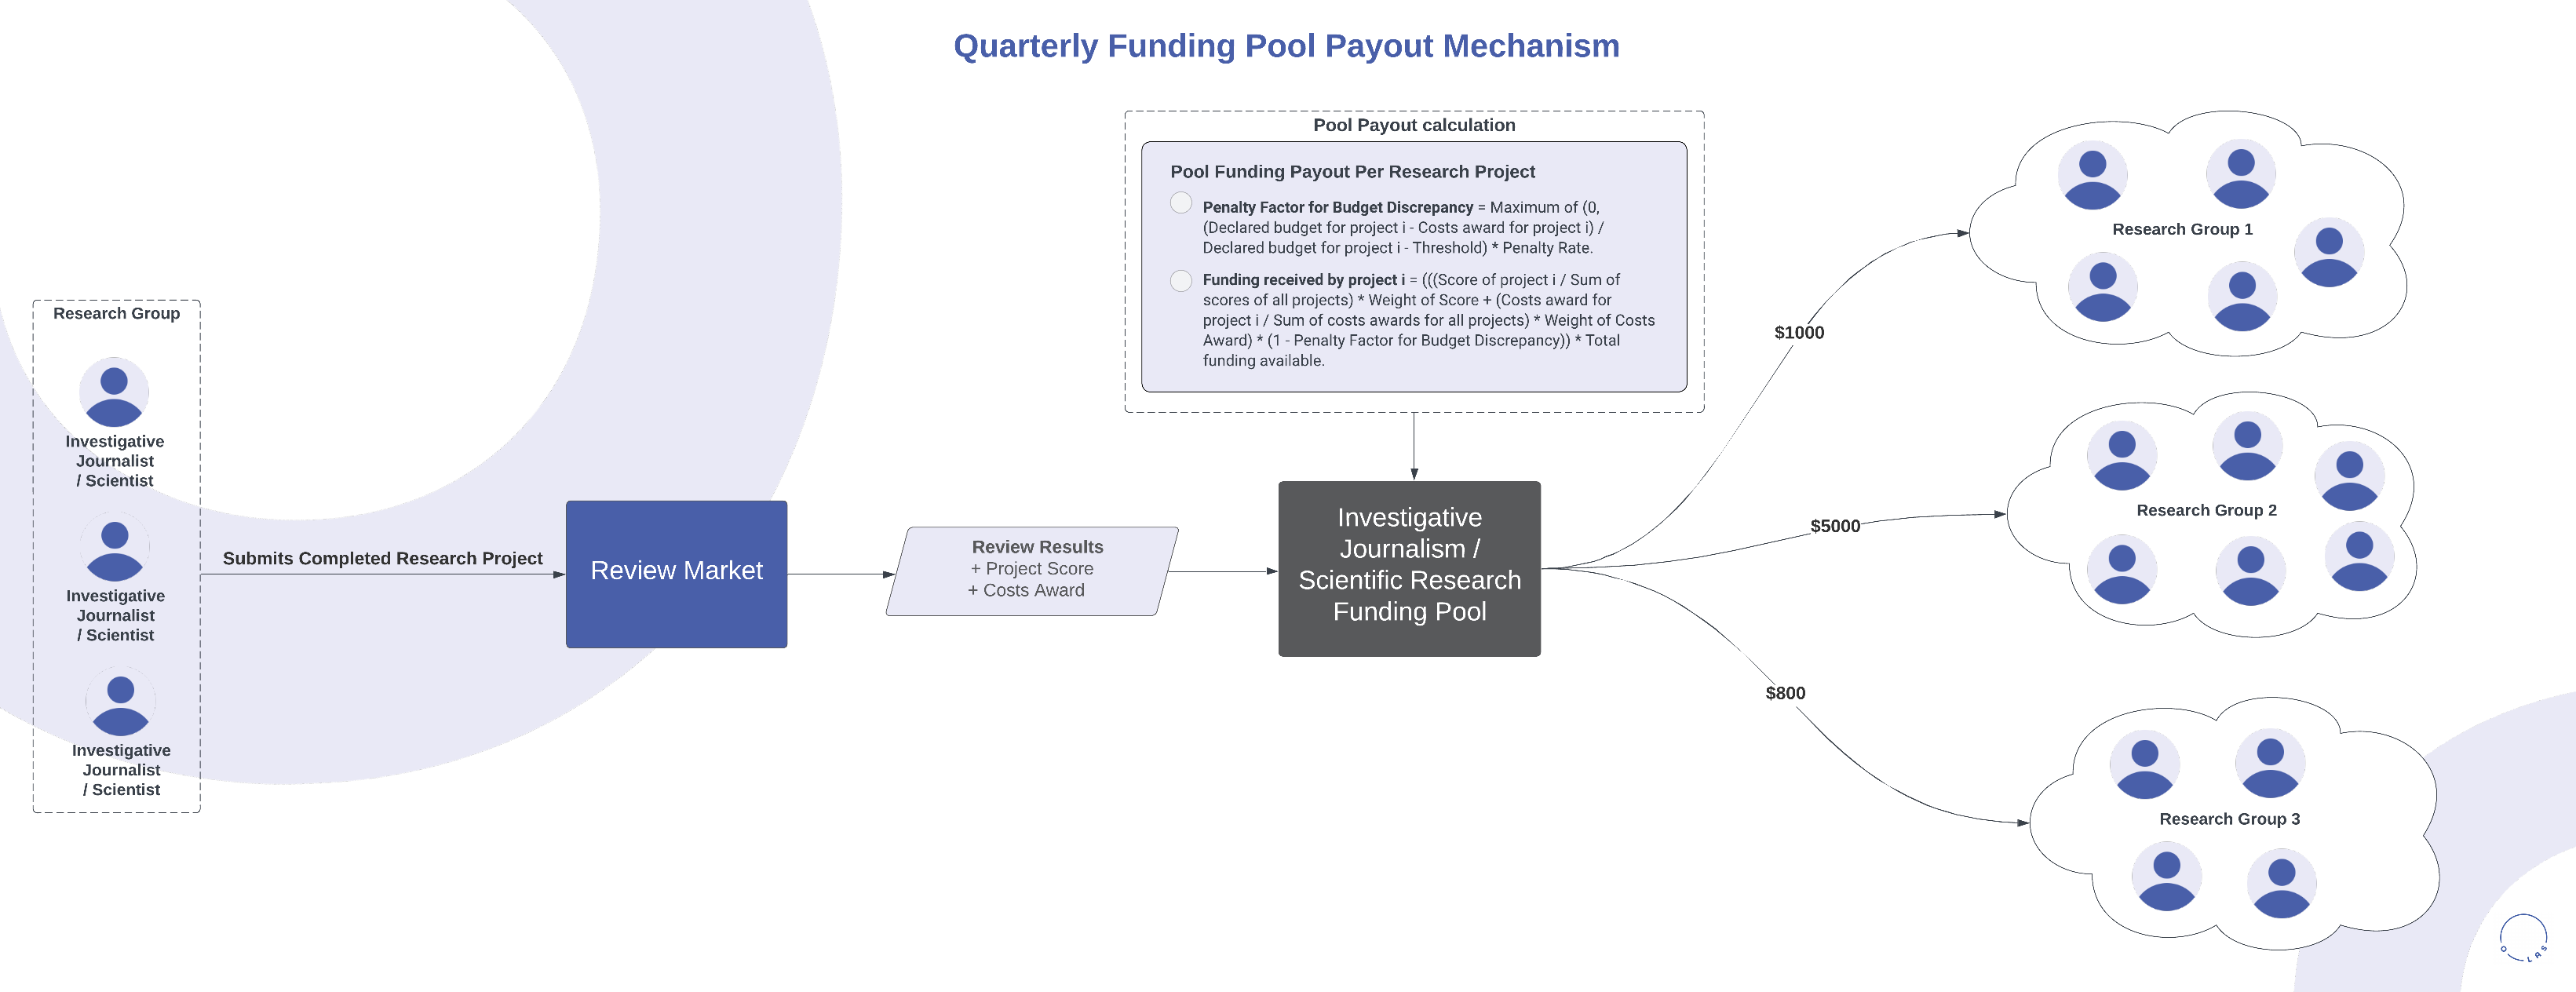 Quarterly Funding Pool Payout Mechanism
Research Group
Investigative
Journalist
/ Scientist
Investigative
Journalist
/ Scientist
Investigative
Journalist
/ Scientist
Submits Completed Research Project
Review Market
Review Results
+ Project Score
+ Costs Award
Pool Payout calculation
Pool Funding Payout Per Research Project
Penalty Factor for Budget Discrepancy = Maximum of (0,
(Declared budget for project i - Costs award for project i) /
Declared budget for project i - Threshold) * Penalty Rate.
Funding received by project i = (((Score of project i / Sum of
scores of all projects) * Weight of Score + (Costs award for
project i / Sum of costs awards for all projects) * Weight of Costs
Award) * (1 - Penalty Factor for Budget Discrepancy)) * Total
funding available.
Investigative
Journalism /
Scientific Research
Funding Pool
$1000
$5000
$800
Research Group 1
Research Group 2
Research Group 3
O LAS